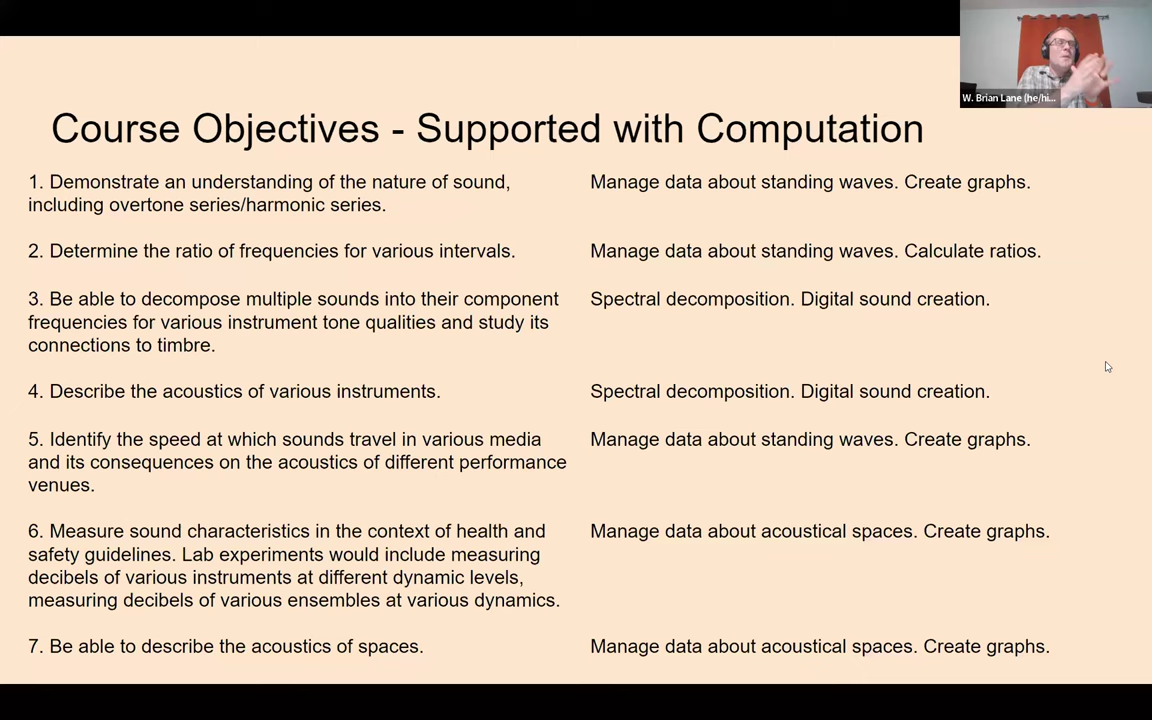 W. Brian Lane (he/hi...
Course Objectives - Supported with Computation
1. Demonstrate an understanding of the nature of sound,
including overtone series/harmonic series.
Manage data about standing waves. Create graphs.
2. Determine the ratio of frequencies for various intervals.
Manage data about standing waves. Calculate ratios.
3. Be able to decompose multiple sounds into their component
frequencies for various instrument tone qualities and study its
connections to timbre.
Spectral decomposition. Digital sound creation.
4. Describe the acoustics of various instruments.
Spectral decomposition. Digital sound creation.
5. Identify the speed at which sounds travel in various media
and its consequences on the acoustics of different performance
venues.
Manage data about standing waves. Create graphs.
6. Measure sound characteristics in the context of health and
safety guidelines. Lab experiments would include measuring
decibels of various instruments at different dynamic levels,
measuring decibels of various ensembles at various dynamics.
Manage data about acoustical spaces. Create graphs.
7. Be able to describe the acoustics of spaces.
Manage data about acoustical spaces. Create graphs.